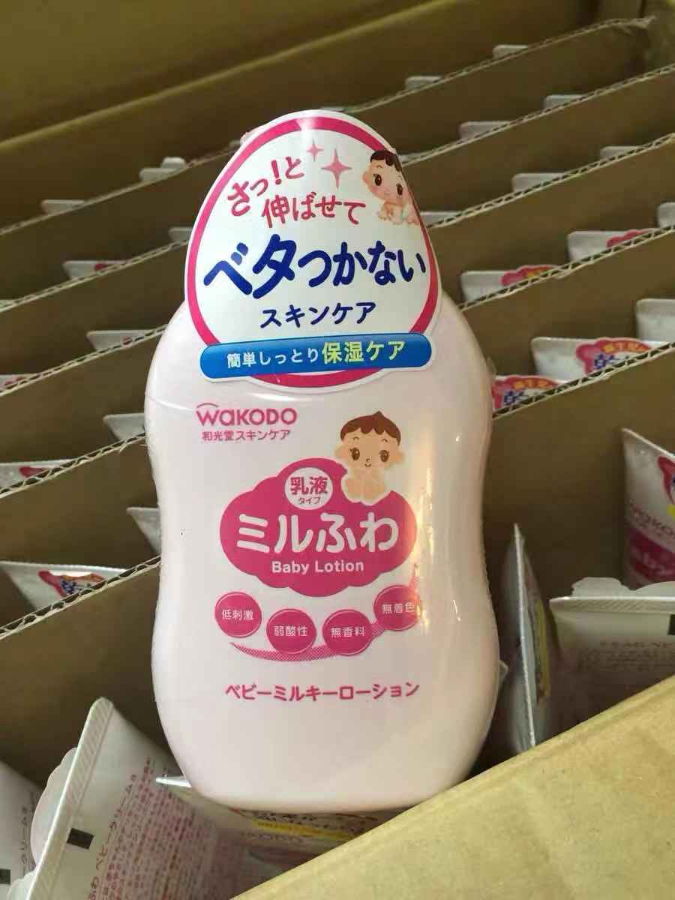 さっ!と
伸ばせて
ベタつかない
スキンケア
簡単しっとり保湿ケア
WAKODO
和光堂スキンケア
乳液
タイプ
ミルふわ
Baby Lotion
低刺激
弱酸性
無香料
無着色
ベビーミルキーローション
WAKODO